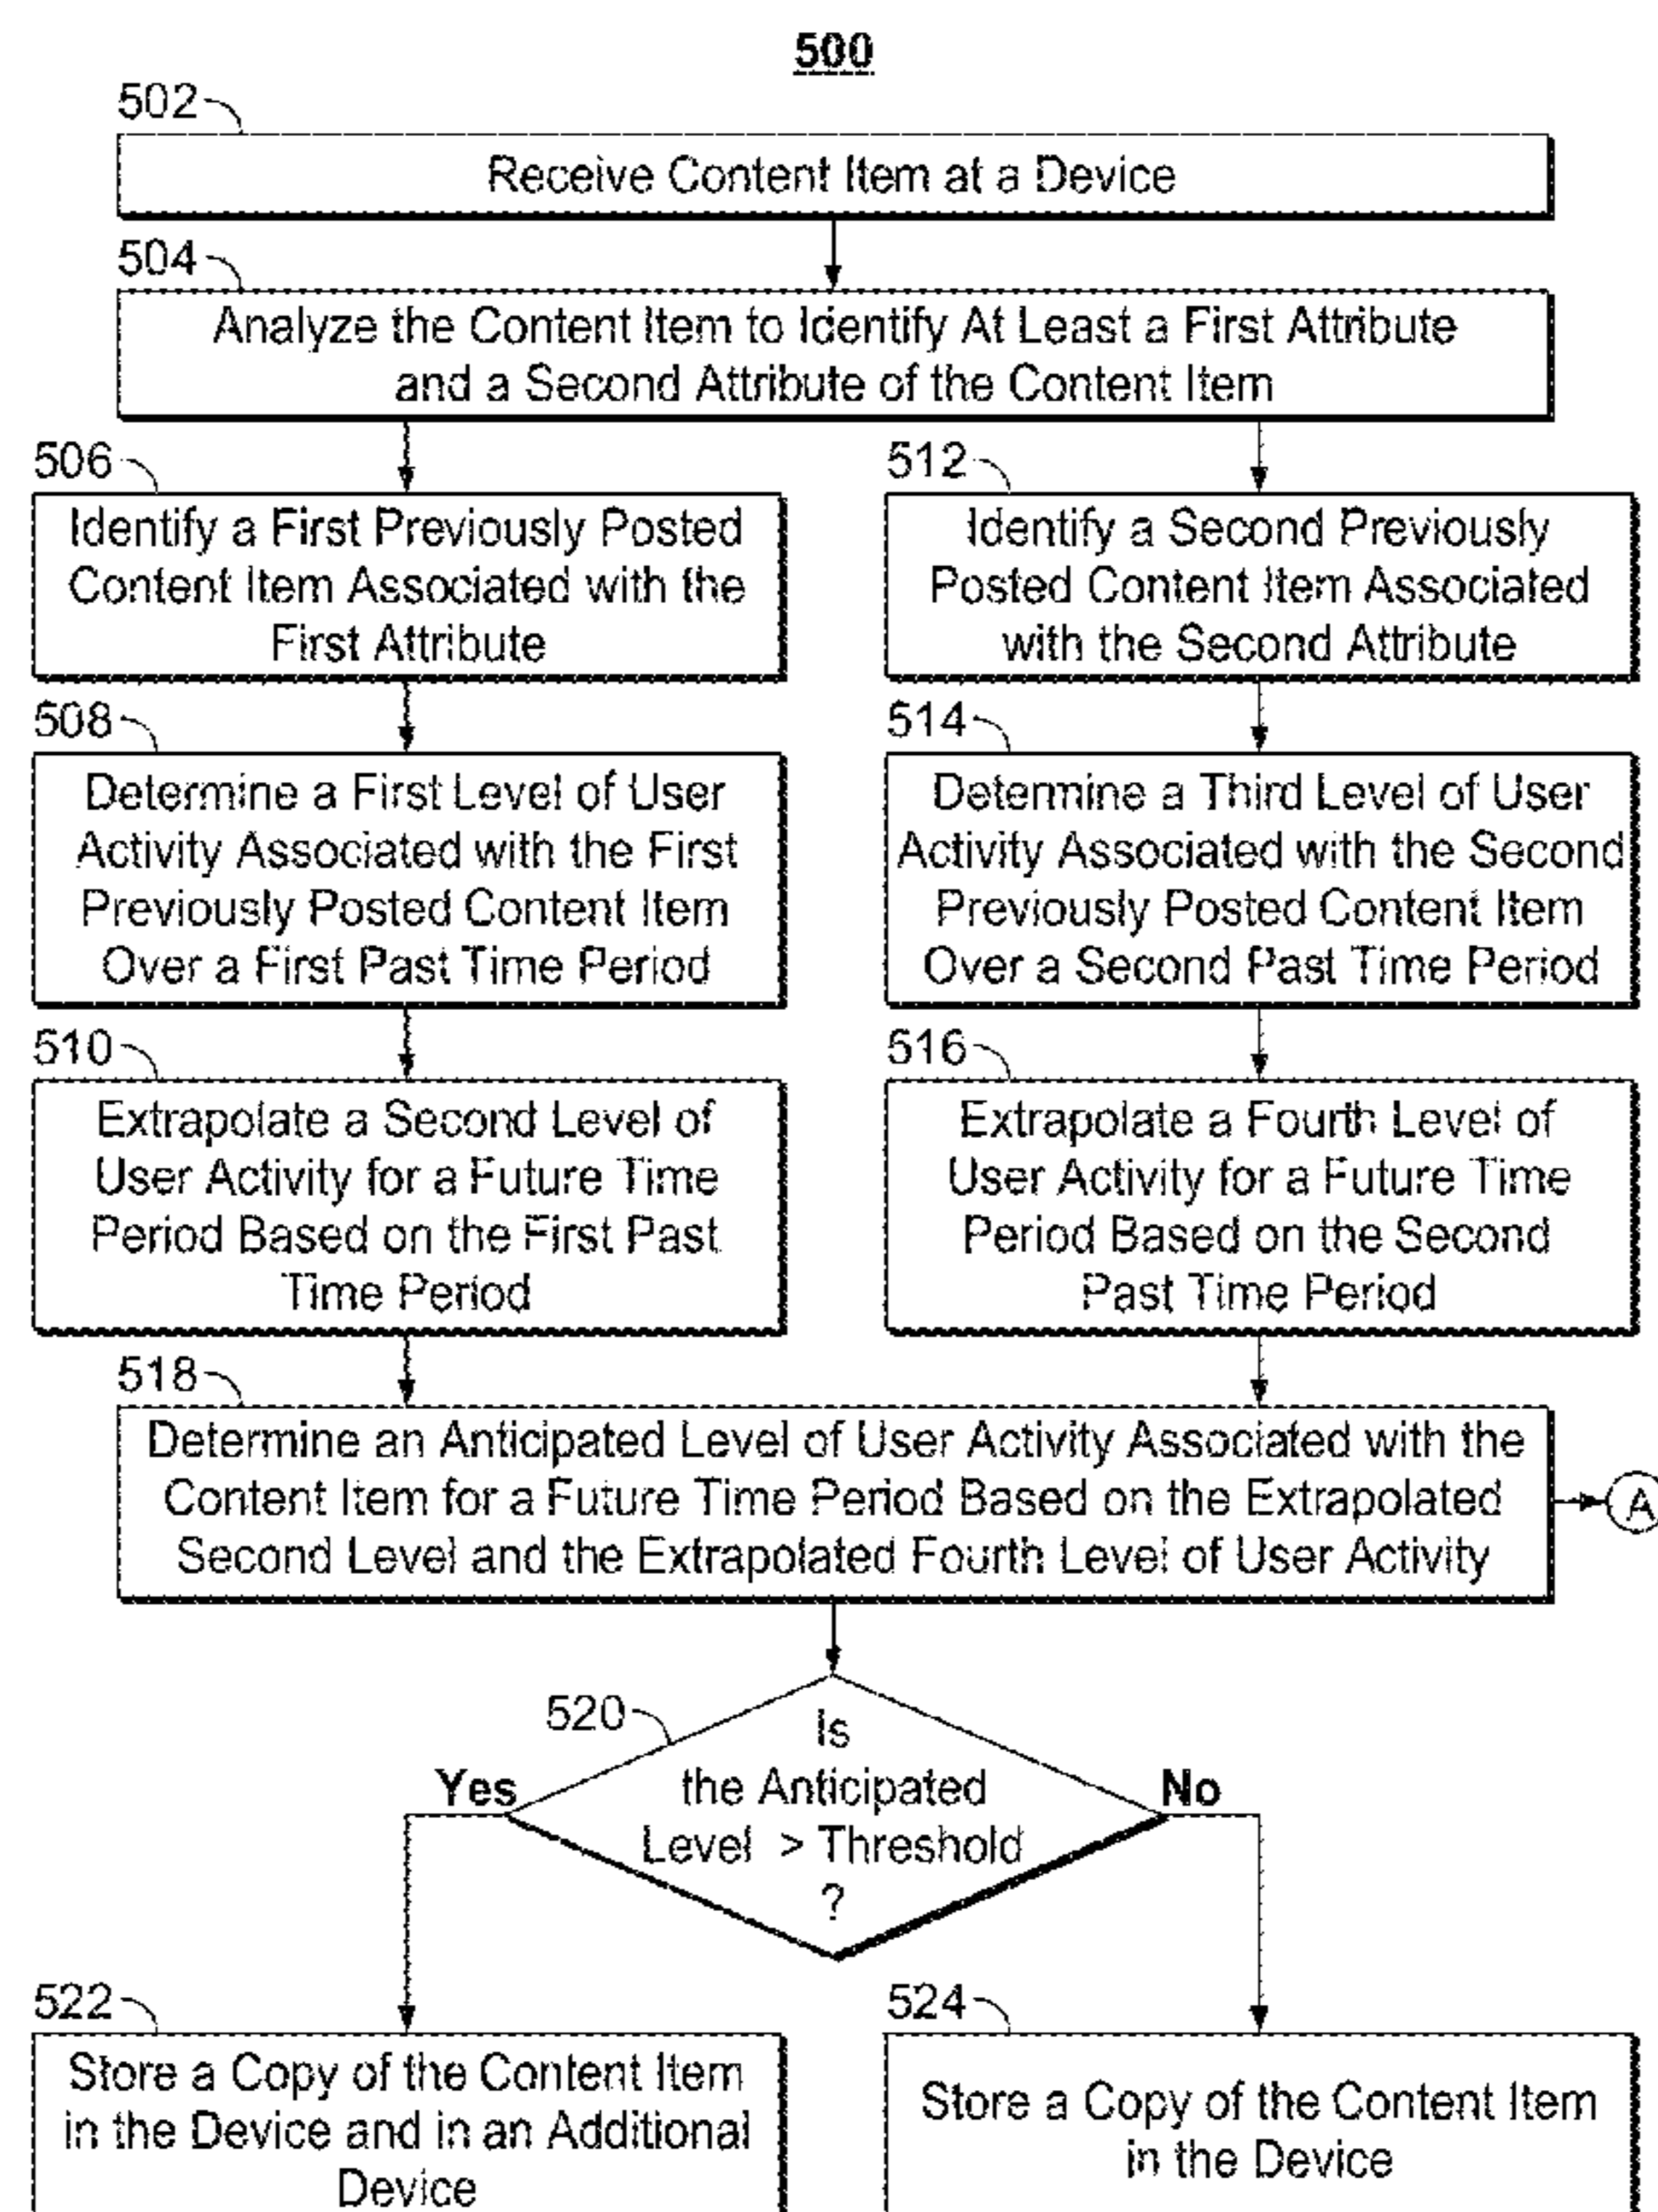 500
502
Receive Content Item at a Device
504
Analyze the Content Item to Identify At Least a First Attribute
and a Second Attribute of the Content Item
506
Identify a First Previously Posted
Content Item Associated with the
First Attribute
512
Identify a Second Previously
Posted Content Item Associated
with the Second Attribute
508
Determine a First Level of User
Activity Associated with the First
Previously Posted Content Item
Over a First Past Time Period
514
Determine a Third Level of User
Activity Associated with the Second
Previously Posted Content Item
Over a Second Past Time Period
510
Extrapolate a Second Level of
User Activity for a Future Time
Period Based on the First Past
Time Period
516
Extrapolate a Fourth Level of
User Activity for a Future Time
Period Based on the Second
Past Time Period
518
Determine an Anticipated Level of User Activity Associated with the
Content Item for a Future Time Period Based on the Extrapolated
Second Level and the Extrapolated Fourth Level of User Activity
A
520
Is
the Anticipated
Level > Threshold
?
Yes
No
522
Store a Copy of the Content Item
in the Device and in an Additional
Device
524
Store a Copy of the Content Item
in the Device